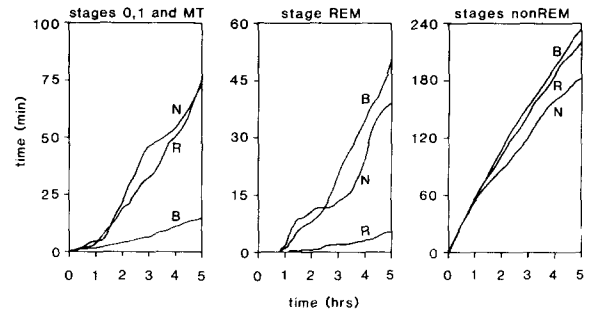 stages 0,1 and MT
stage REM
stages nonREM
time (min)
100
75
50
25
0
N
R
B
0 1 2 3 4 5
60
45
30
15
0
B
N
R
0 1 2 3 4 5
240
180
120
60
0
B
R
N
0 1 2 3 4 5
time (hrs)